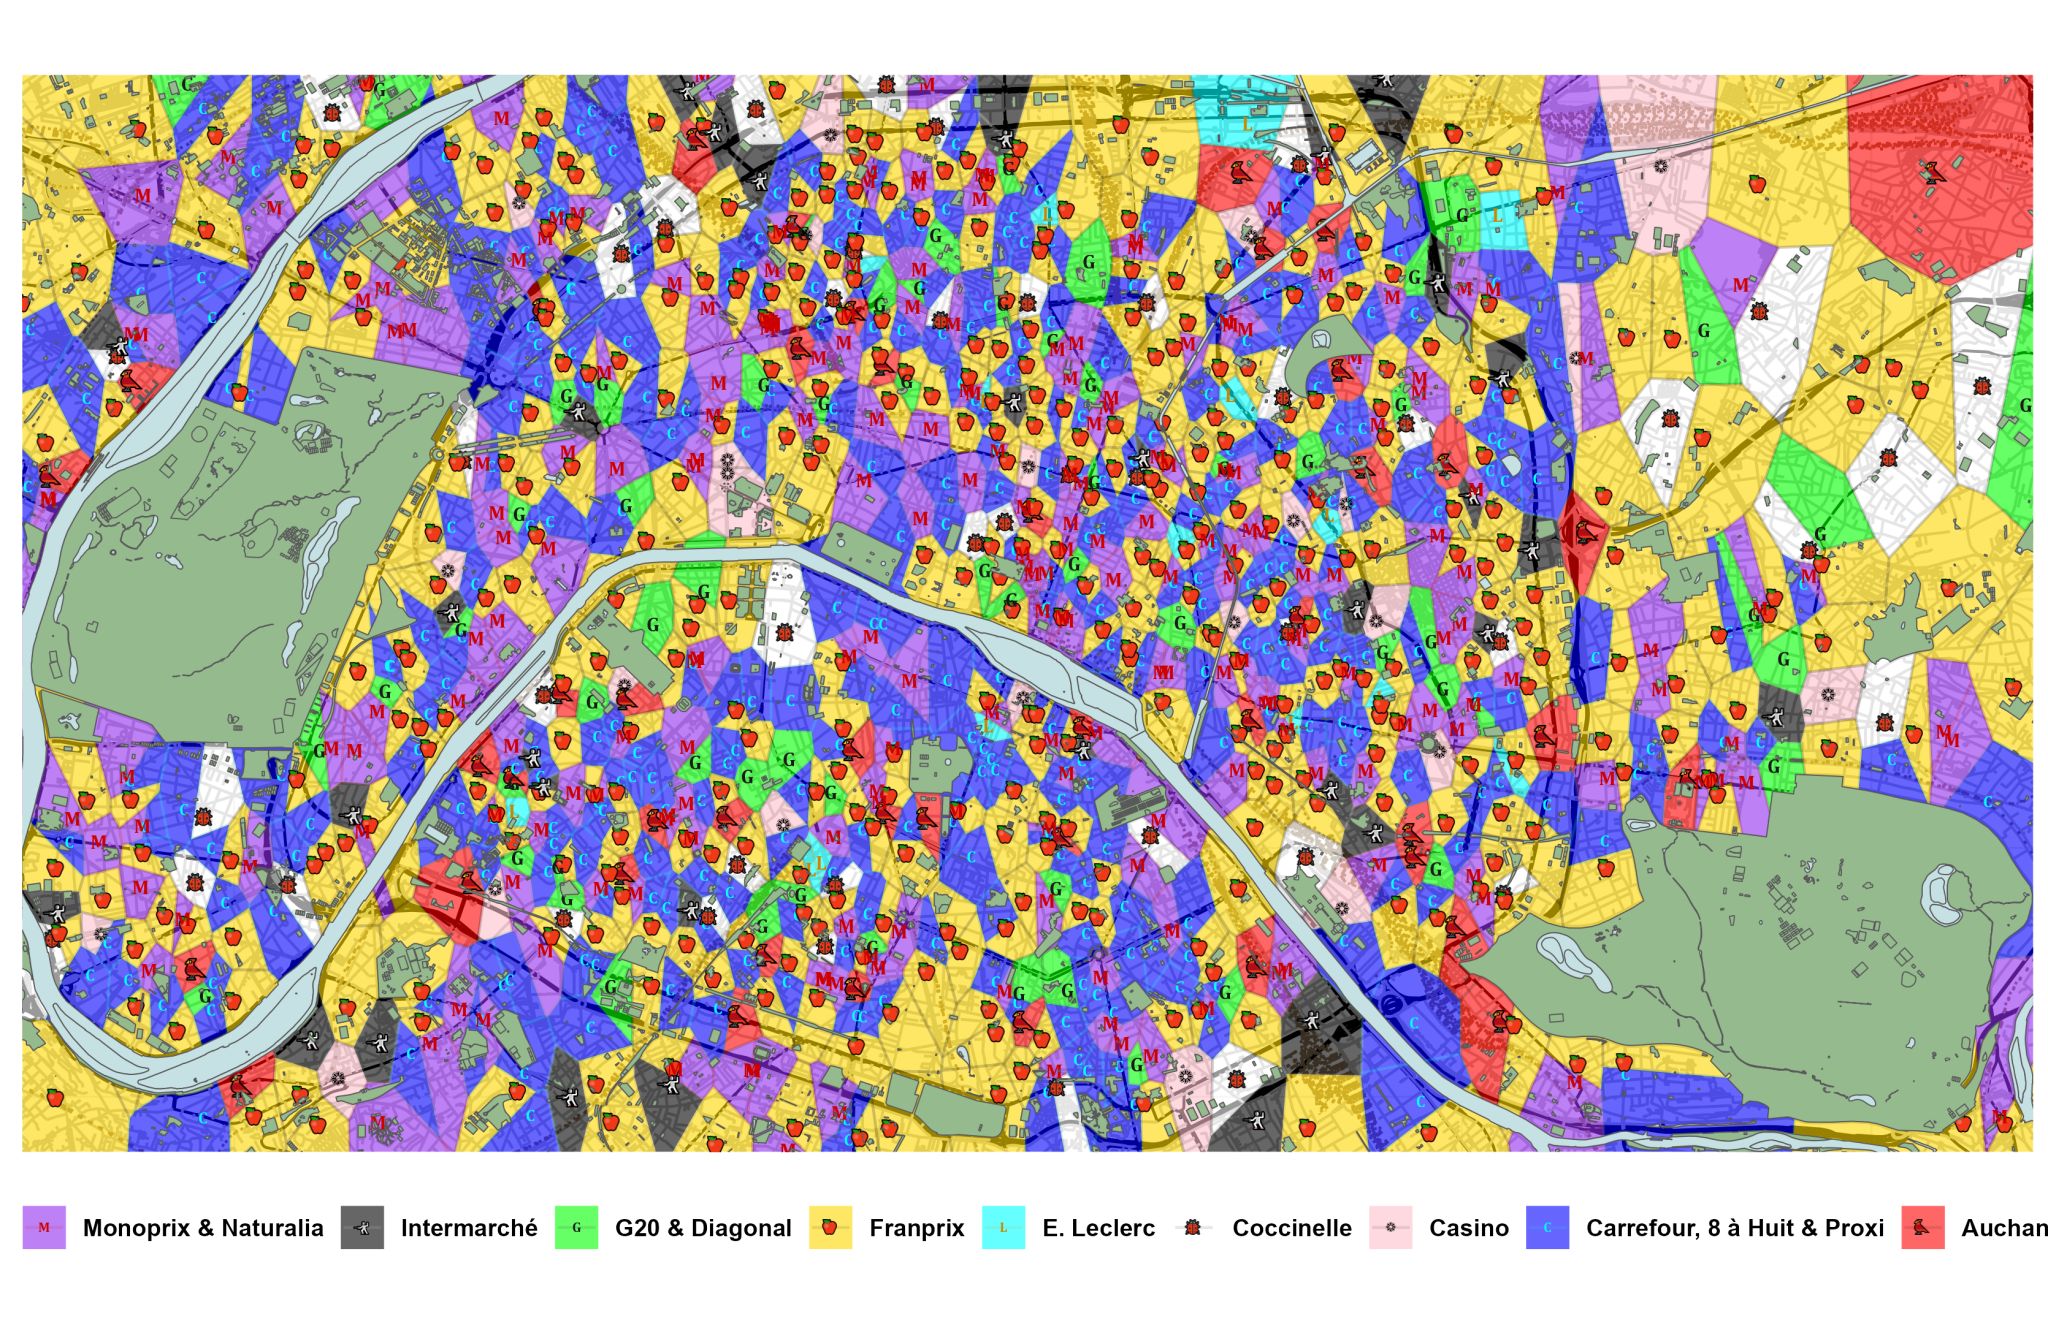 Monoprix & Naturalia
Intermarché
G20 & Diagonal
Franprix
E. Leclerc
Coccinelle
Casino
Carrefour, 8 à Huit & Proxi
Auchan